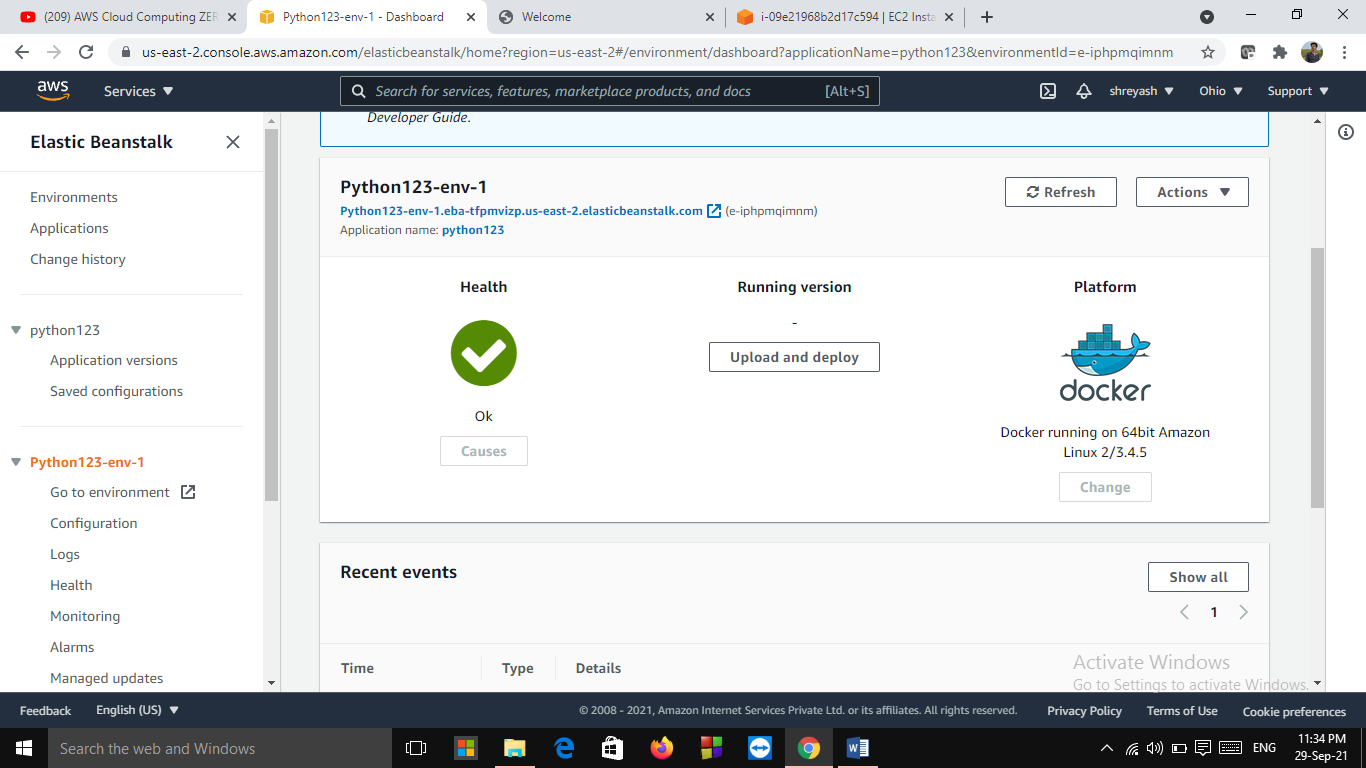 (209) AWS Cloud Computing ZER
Python123-env-1 - Dashboard
Welcome
i-09e21968b2d17c594 | EC2 Insta
us-east-2.console.aws.amazon.com/elasticbeanstalk/home?region=us-east-2#/environment/dashboard?applicationName=python123&environmentId=e-iphpmqimnm
aws
Services
Search for services, features, marketplace products, and docs [Alt+S]
shreyash
Ohio
Support
Elastic Beanstalk
Environments
Applications
Change history
python123
Application versions
Saved configurations
Python123-env-1
Go to environment
Configuration
Logs
Health
Monitoring
Alarms
Managed updates
Developer Guide.
Python123-env-1
Python123-env-1.eba-tfpmvizp.us-east-2.elasticbeanstalk.com (e-iphpmqimnm)
Application name: python123
Refresh
Actions
Health
Ok
Causes
Running version
-
Upload and deploy
Platform
docker
Docker running on 64bit Amazon
Linux 2/3.4.5
Change
Recent events
Show all
1
Time
Type
Details
Activate Windows
Go to Settings to activate Windows.
Feedback
English (US)
© 2008 - 2021, Amazon Internet Services Private Ltd. or its affiliates. All rights reserved.
Privacy Policy
Terms of Use
Cookie preferences
Search the web and Windows
ENG
11:34 PM
29-Sep-21